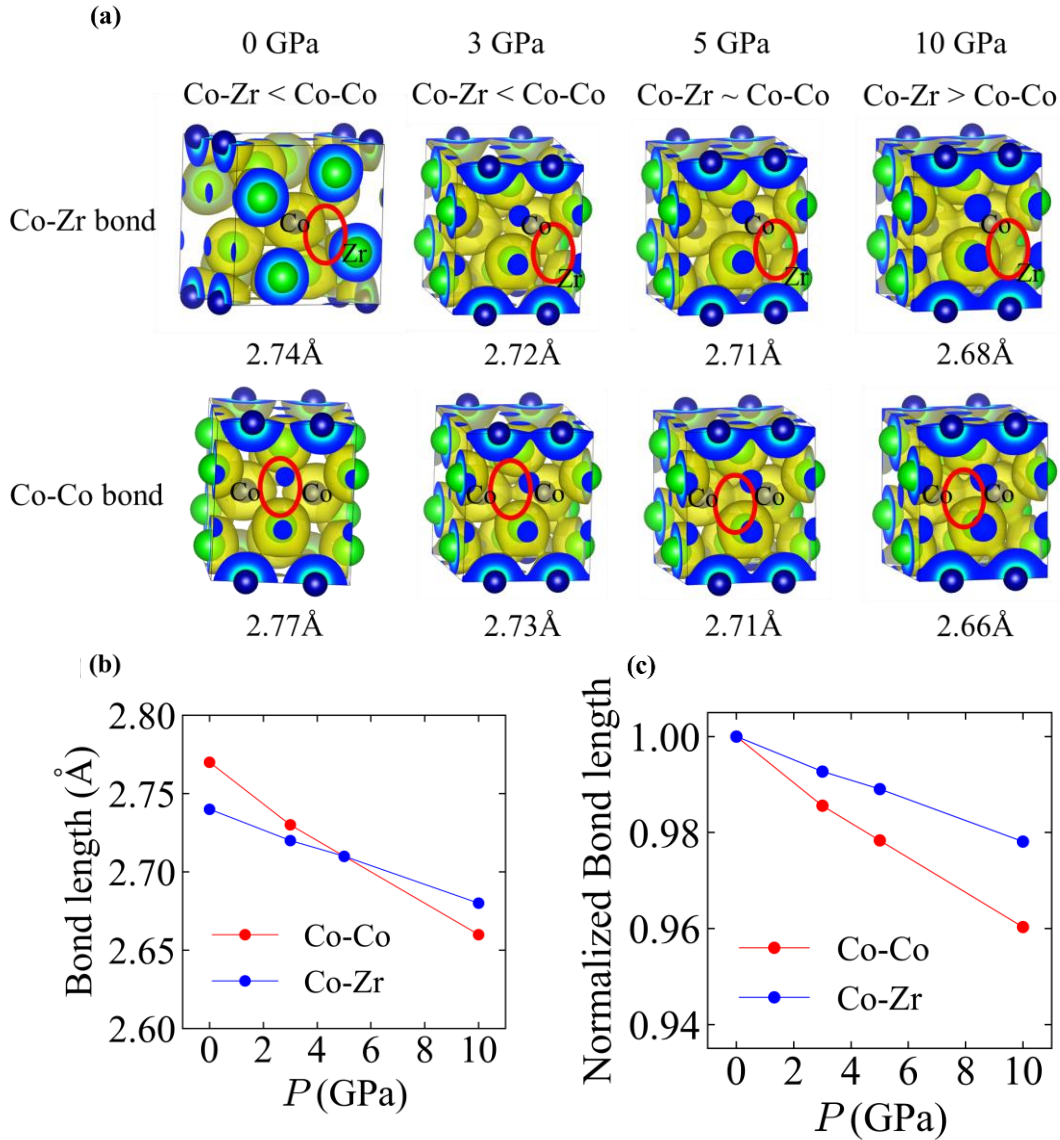 (a)
0 GPa 3 GPa 5 GPa 10 GPa
Co-Zr < Co-Co Co-Zr < Co-Co Co-Zr ~ Co-Co Co-Zr > Co-Co
Co-Zr bond
Co Co Co Co
Zr Zr Zr Zr
2.74Å 2.72Å 2.71Å 2.68Å
Co-Co bond
Co Co Co Co Co Co Co Co
2.77Å 2.73Å 2.71Å 2.66Å
(b)
Bond length (Å)
2.80
2.75
2.70
2.65
2.60
Co-Co
Co-Zr
0 2 4 6 8 10
P (GPa)
(c)
Normalized Bond length
1.00
0.98
0.96
0.94
Co-Co
Co-Zr
0 2 4 6 8 10
P (GPa)